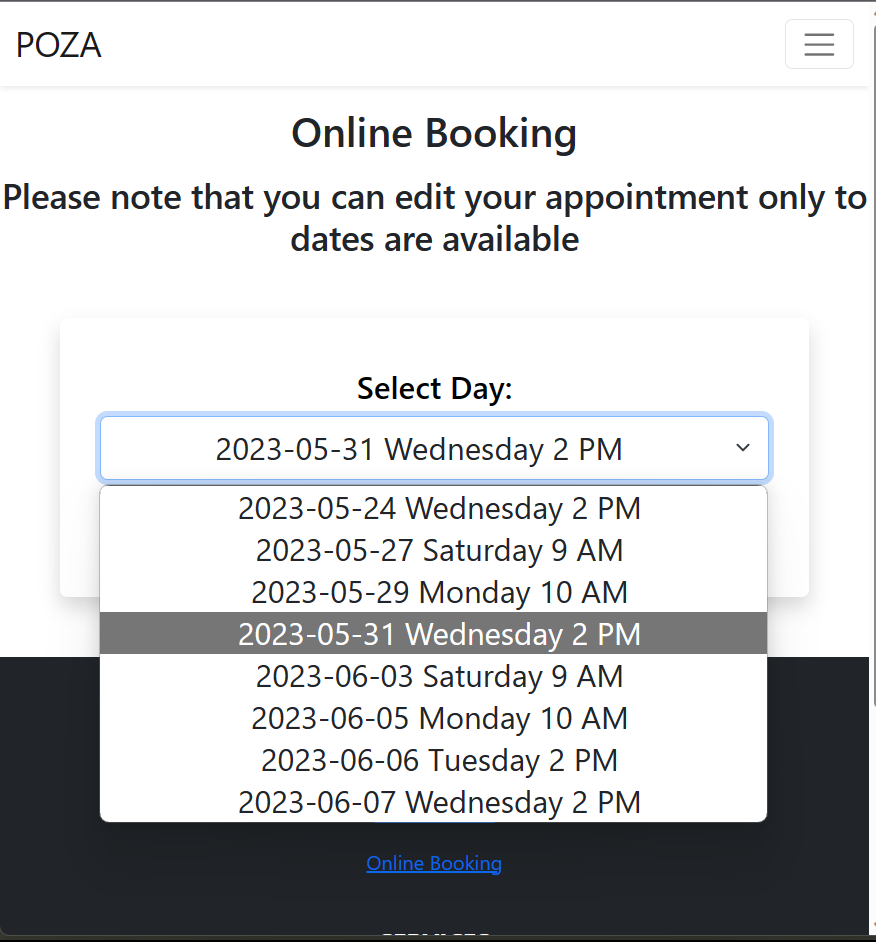 POZA
Online Booking
Please note that you can edit your appointment only to
dates are available
Select Day:
2023-05-31 Wednesday 2 PM
2023-05-24 Wednesday 2 PM
2023-05-27 Saturday 9 AM
2023-05-29 Monday 10 AM
2023-05-31 Wednesday 2 PM
2023-06-03 Saturday 9 AM
2023-06-05 Monday 10 AM
2023-06-06 Tuesday 2 PM
2023-06-07 Wednesday 2 PM
Online Booking